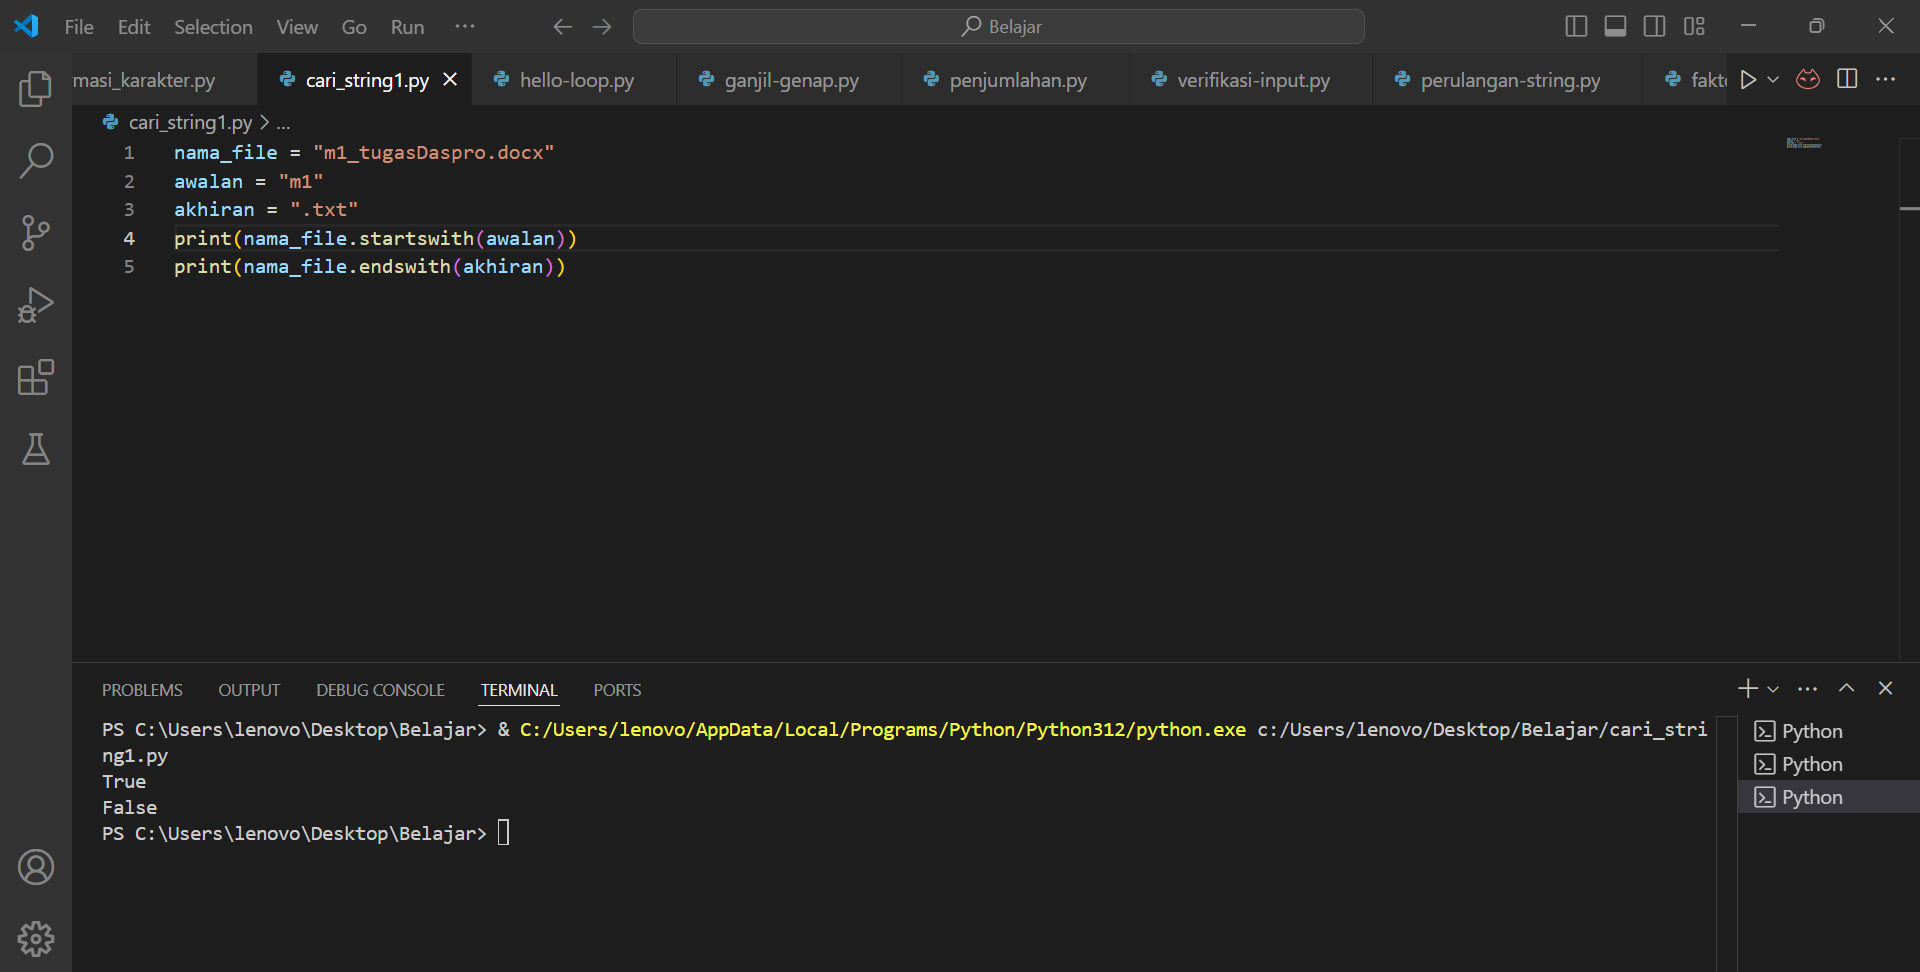 File Edit Selection View Go Run ···
Belajar
masi_karakter.py cari_string1.py hello-loop.py ganjil-genap.py penjumlahan.py verifikasi-input.py perulangan-string.py fakt
cari_string1.py > ...
1 nama_file = "m1_tugasDaspro.docx"
2 awalan = "m1"
3 akhiran = ".txt"
4 print(nama_file.startswith(awalan))
5 print(nama_file.endswith(akhiran))
PROBLEMS OUTPUT DEBUG CONSOLE TERMINAL PORTS
PS C:\Users\lenovo\Desktop\Belajar> & C:/Users/lenovo/AppData/Local/Programs/Python/Python312/python.exe c:/Users/lenovo/Desktop/Belajar/cari_stri
ng1.py
True
False
PS C:\Users\lenovo\Desktop\Belajar>
Python
Python
Python